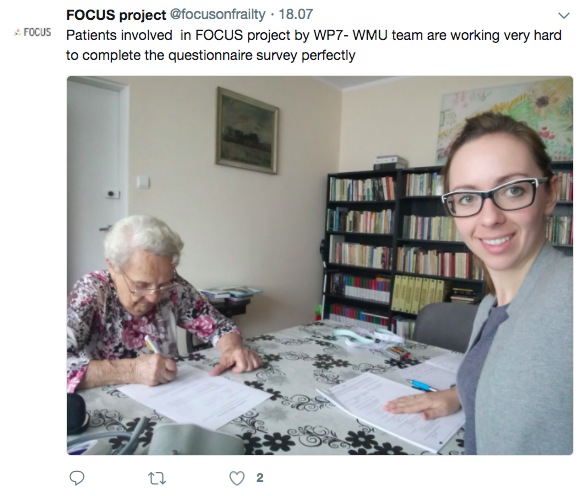 FOCUS project @focusonfrailty · 18.07
FOCUS
Patients involved in FOCUS project by WP7- WMU team are working very hard
to complete the questionnaire survey perfectly
2